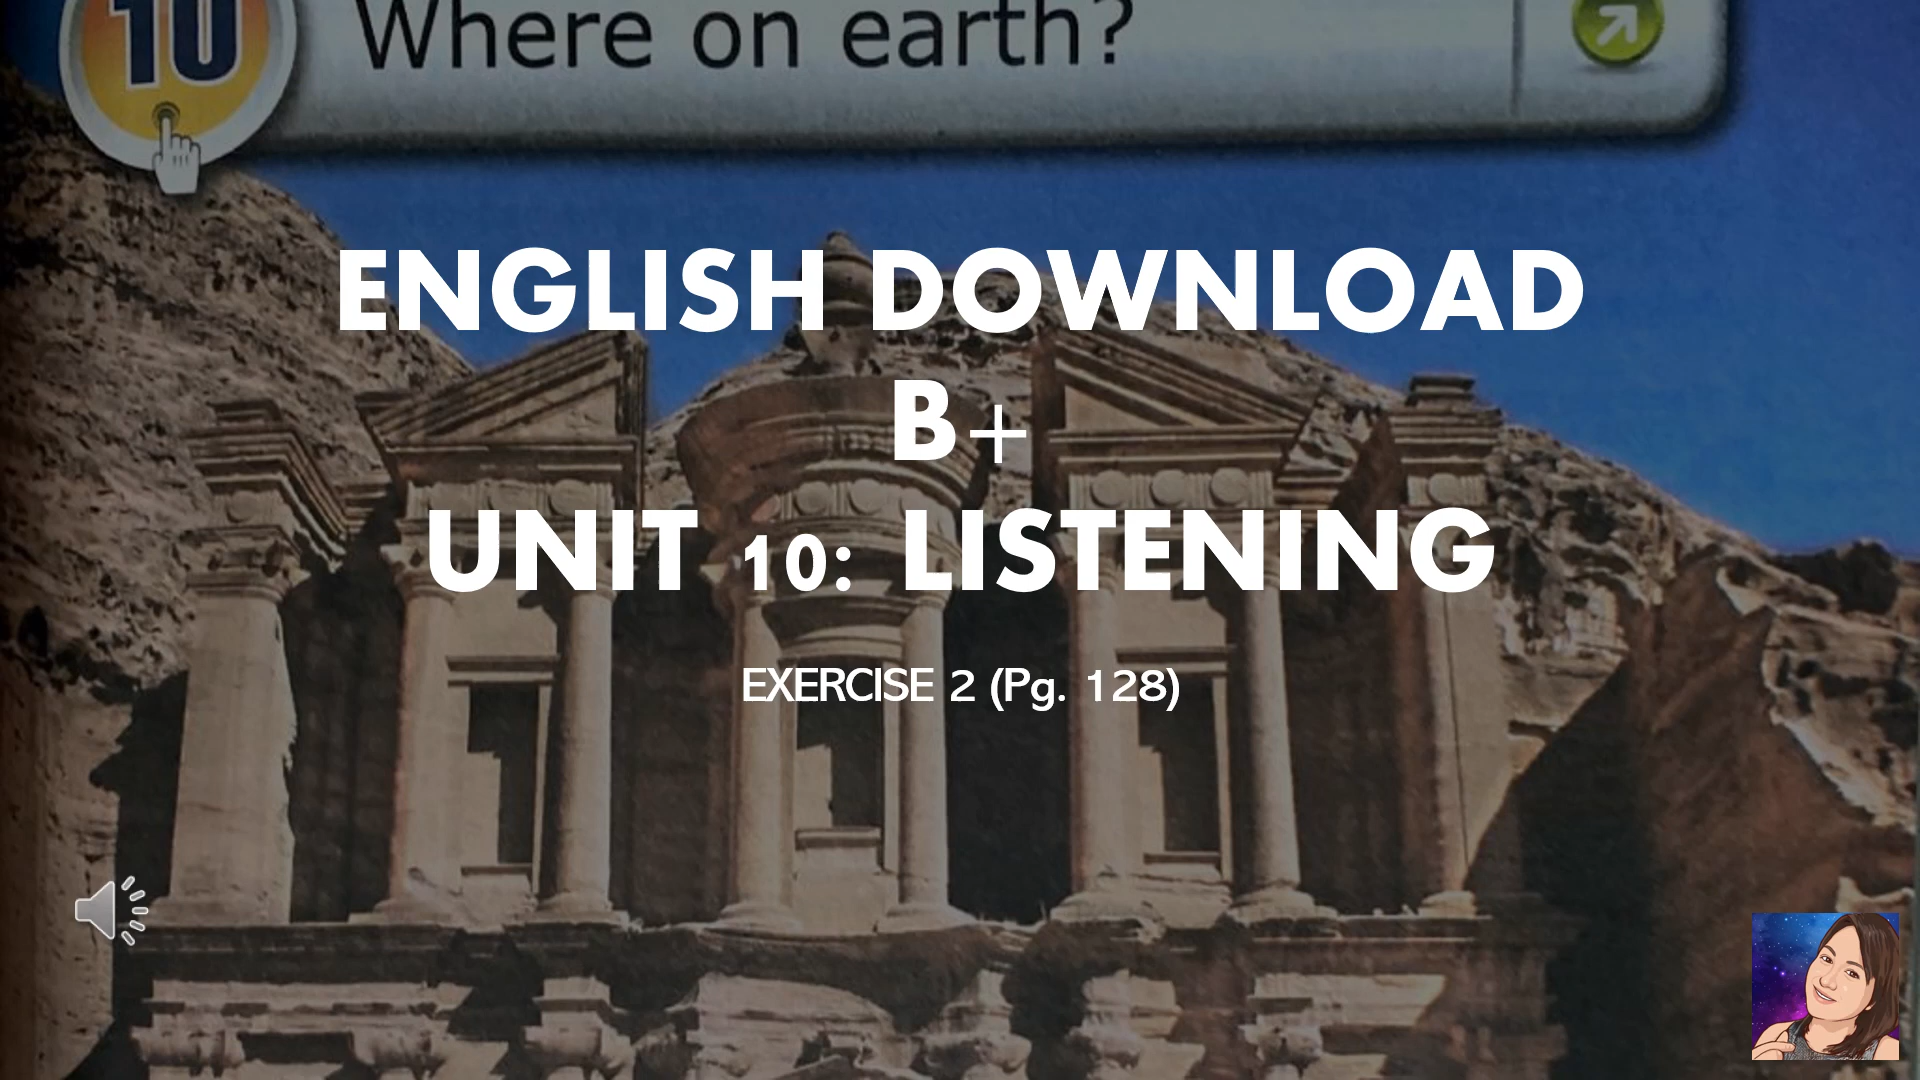 10
Where on earth?
ENGLISH DOWNLOAD
B+
UNIT 10: LISTENING
EXERCISE 2 (Pg. 128)